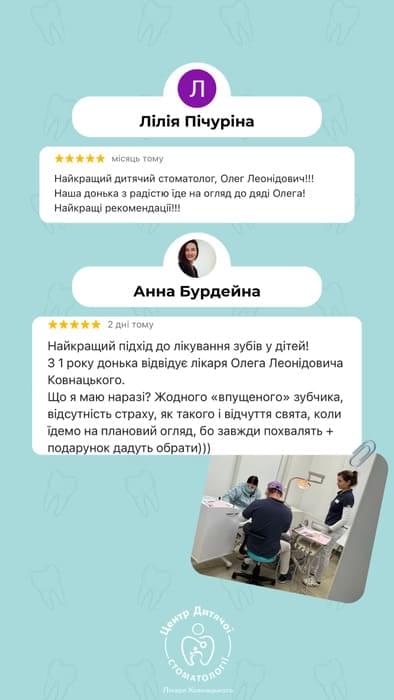 Л
Лілія Пічуріна
місяць тому
Найкращий дитячий стоматолог, Олег Леонідович!!!
Наша донька з радістю їде на огляд до дяді Олега!
Найкращі рекомендації!!!
Анна Бурдейна
2 дні тому
Найкращий підхід до лікування зубів у дітей!
З 1 року донька відвідує лікаря Олега Леонідовича
Ковнацького.
Що я маю наразі? Жодного «впущеного» зубчика,
відсутність страху, як такого і відчуття свята, коли
їдемо на плановий огляд, бо завжди похвалять +
подарунок дадуть обрати)))
Центр Дитячої
СТОМАТОЛОГІЇ
Лікаря Ковнацького